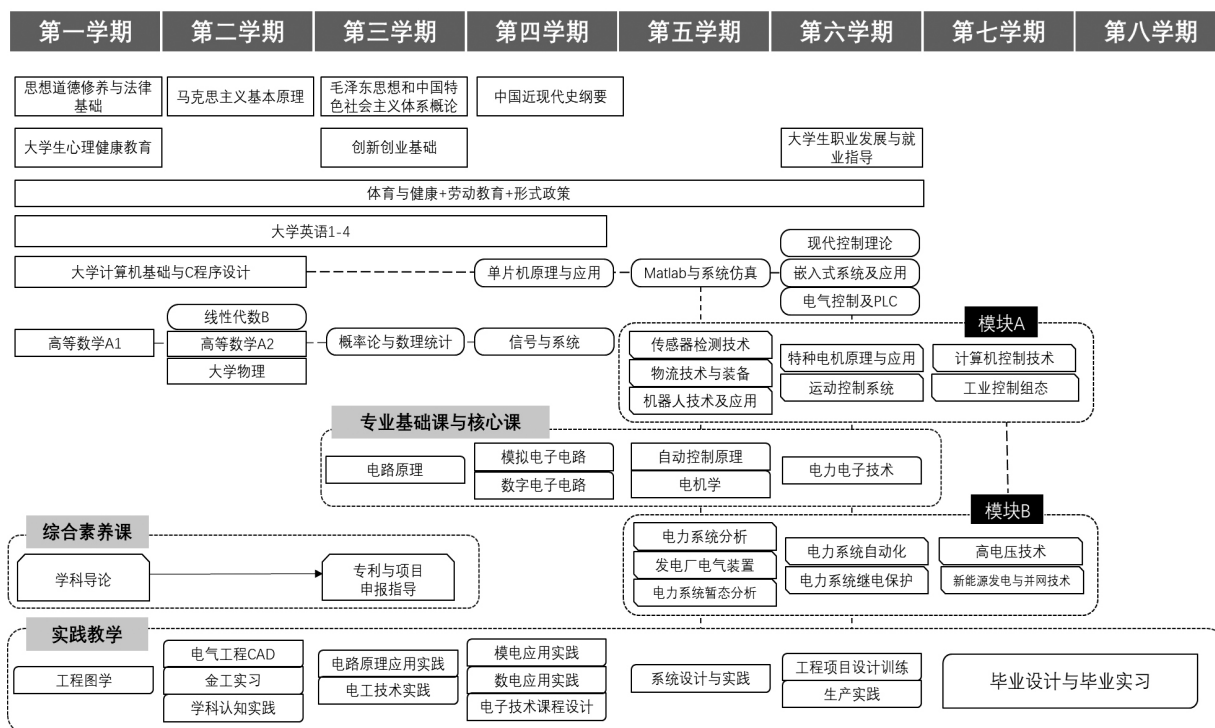 第一学期
第二学期
第三学期
第四学期
第五学期
第六学期
第七学期
第八学期
思想道德修养与法律
基础
马克思主义基本原理
毛泽东思想和中国特
色社会主义体系概论
中国近现代史纲要
大学生心理健康教育
创新创业基础
大学生职业发展与就
业指导
体育与健康+劳动教育+形式政策
大学英语1-4
现代控制理论
大学计算机基础与C程序设计
单片机原理与应用
Matlab与系统仿真
嵌入式系统及应用
电气控制及PLC
线性代数B
高等数学A1
高等数学A2
概率论与数理统计
信号与系统
大学物理
模块A
传感器检测技术
物流技术与装备
机器人技术及应用
特种电机原理与应用
运动控制系统
计算机控制技术
工业控制组态
专业基础课与核心课
电路原理
模拟电子电路
数字电子电路
自动控制原理
电机学
电力电子技术
模块B
电力系统分析
发电厂电气装置
电力系统暂态分析
电力系统自动化
电力系统继电保护
高电压技术
新能源发电与并网技术
综合素养课
学科导论
专利与项目
申报指导
实践教学
工程图学
电气工程CAD
金工实习
学科认知实践
电路原理应用实践
电工技术实践
模电应用实践
数电应用实践
电子技术课程设计
系统设计与实践
工程项目设计训练
生产实践
毕业设计与毕业实习